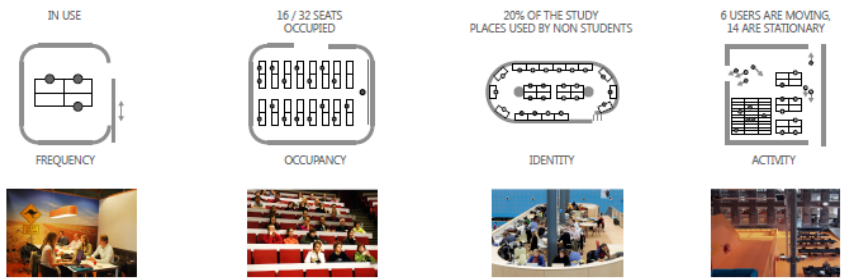 IN USE
16 / 32 SEATS
OCCUPIED
20% OF THE STUDY
PLACES USED BY NON STUDENTS
6 USERS ARE MOVING,
14 ARE STATIONARY
FREQUENCY
OCCUPANCY
IDENTITY
ACTIVITY